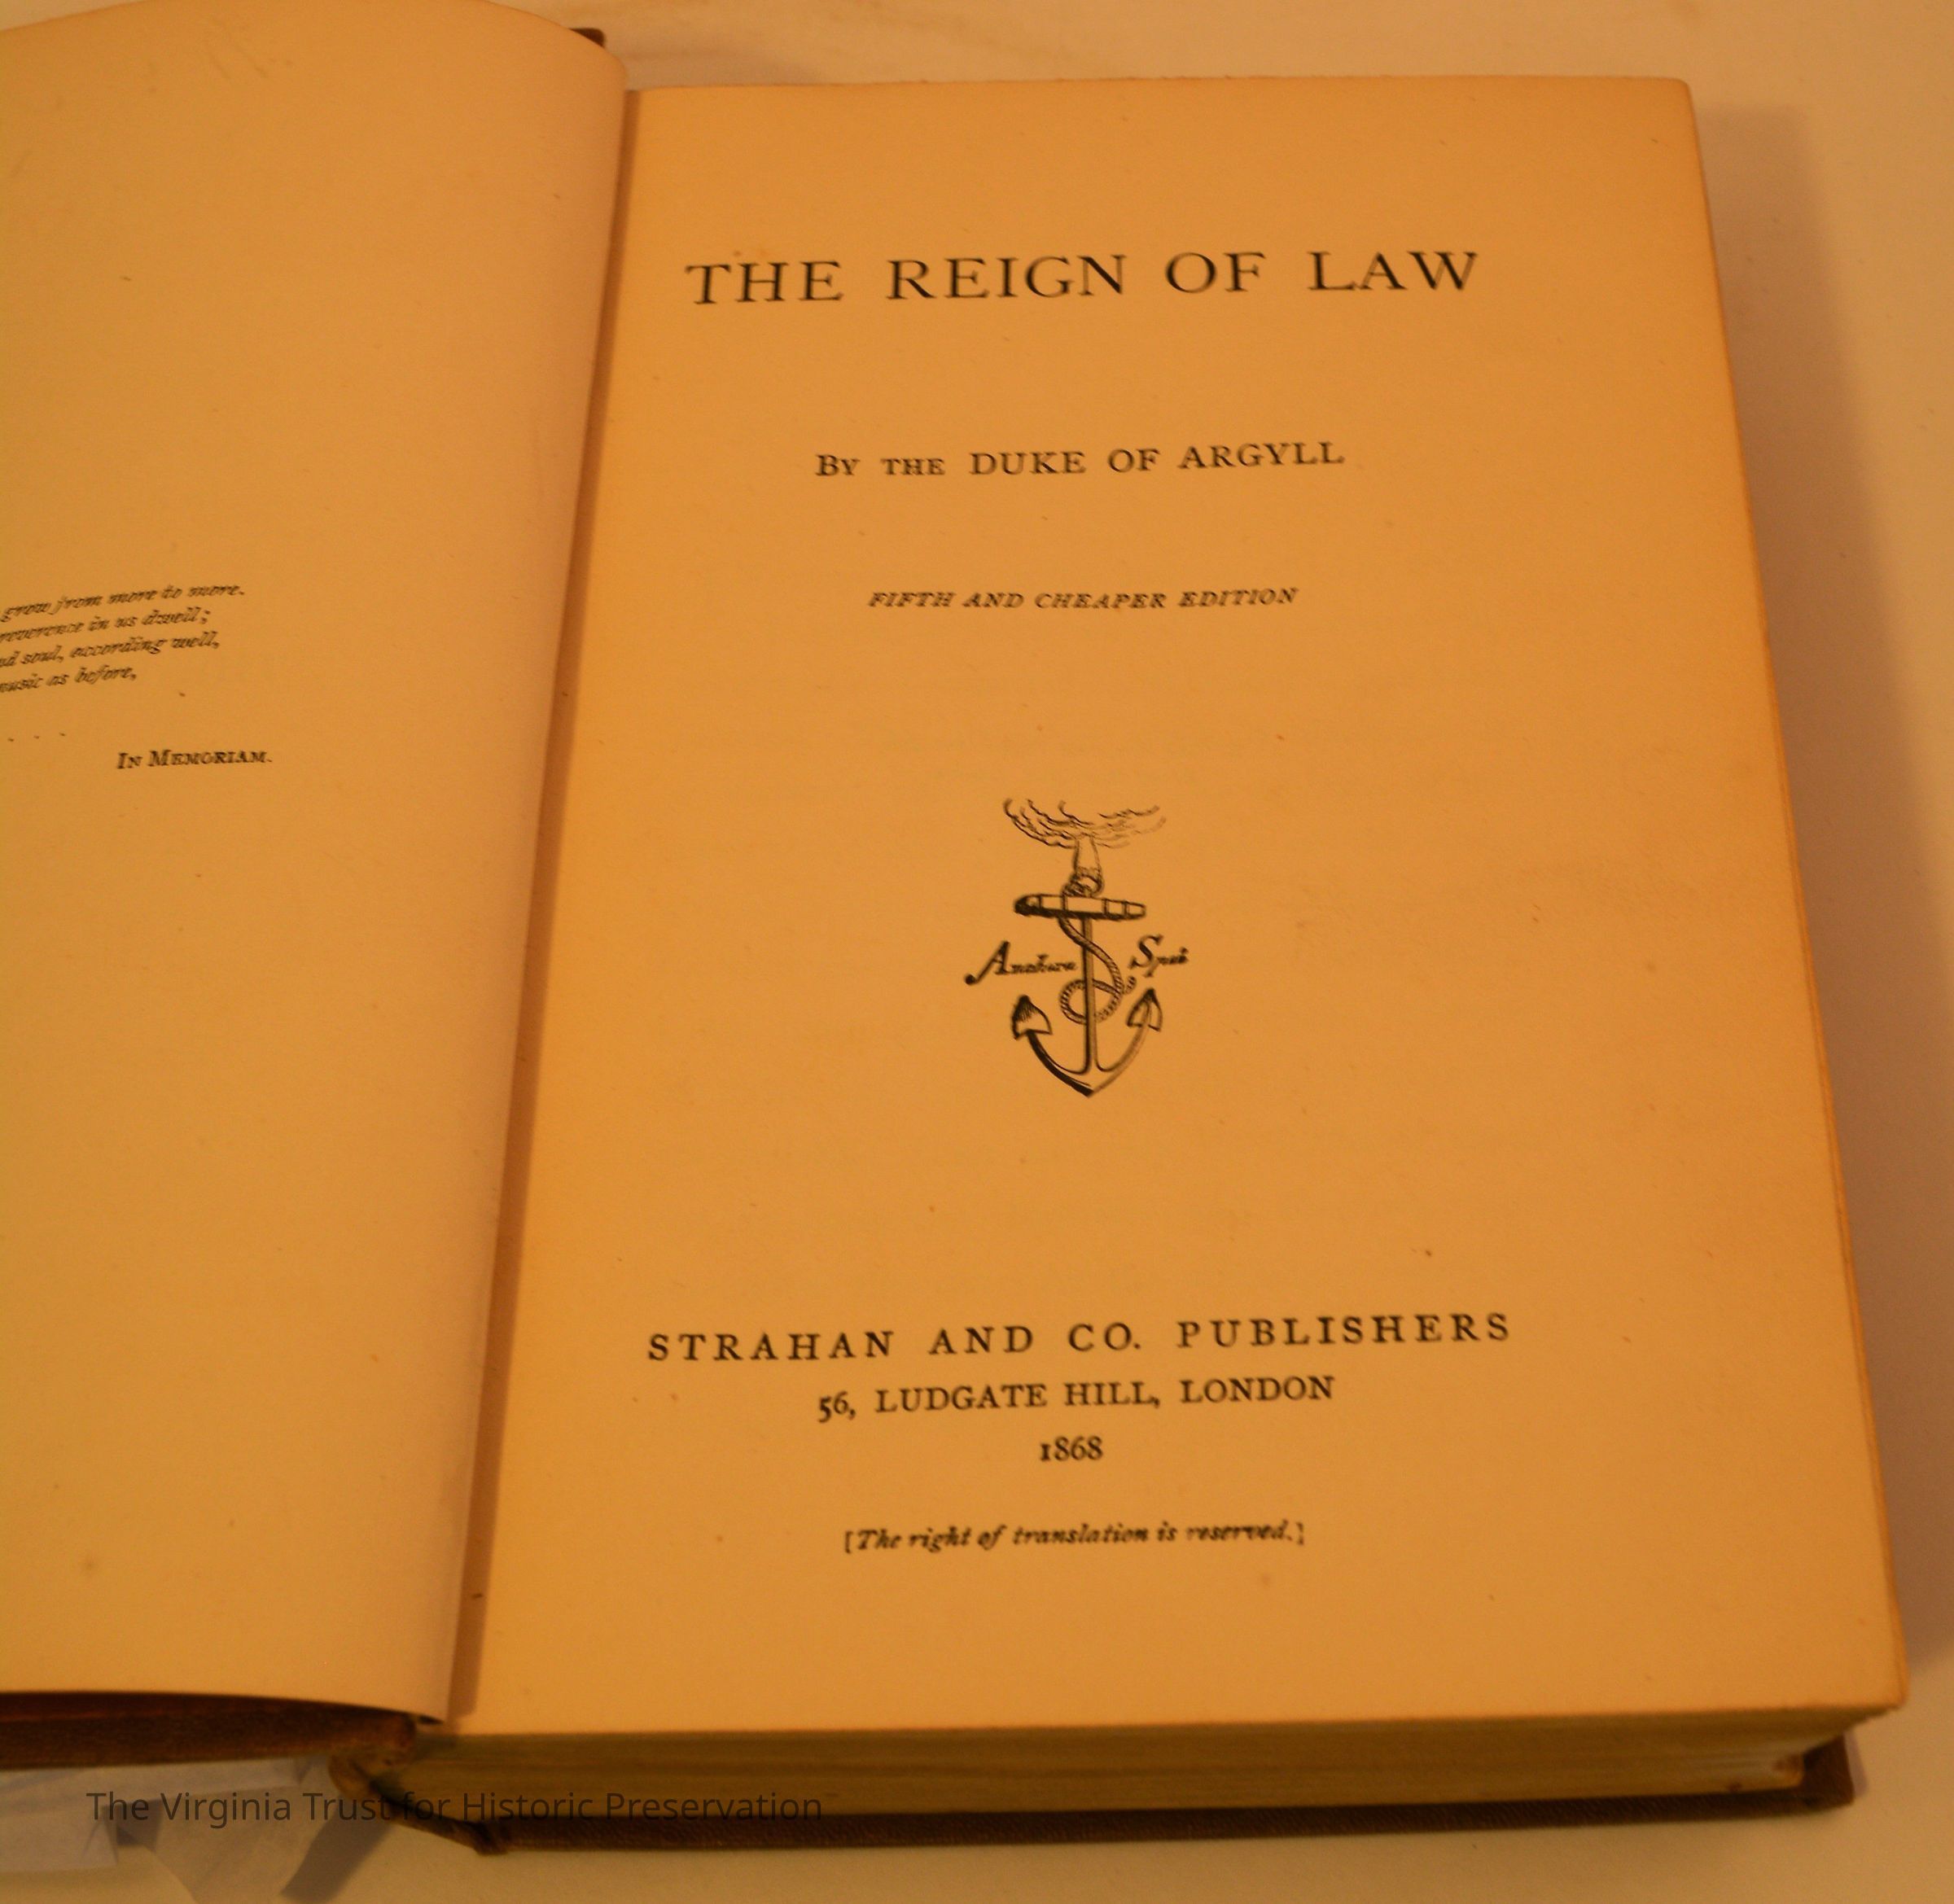 grow from more to more.
reverence in us dwell;
soul, according well,
music as before,
. . . .
IN MEMORIAM.
THE REIGN OF LAW
BY THE DUKE OF ARGYLL
FIFTH AND CHEAPER EDITION
Anchora Spei
STRAHAN AND CO. PUBLISHERS
56, LUDGATE HILL, LONDON
1868
[The right of translation is reserved.]
The Virginia Trust for Historic Preservation